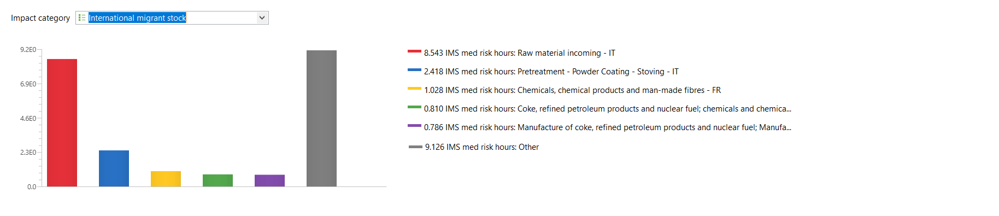 Impact category International migrant stock
9.2E0
6.9E0
4.6E0
2.3E0
0.0
8.543 IMS med risk hours: Raw material incoming - IT
2.418 IMS med risk hours: Pretreatment - Powder Coating - Stoving - IT
1.028 IMS med risk hours: Chemicals, chemical products and man-made fibres - FR
0.810 IMS med risk hours: Coke, refined petroleum products and nuclear fuel; chemicals and chemica...
0.786 IMS med risk hours: Manufacture of coke, refined petroleum products and nuclear fuel; Manufa...
9.126 IMS med risk hours: Other